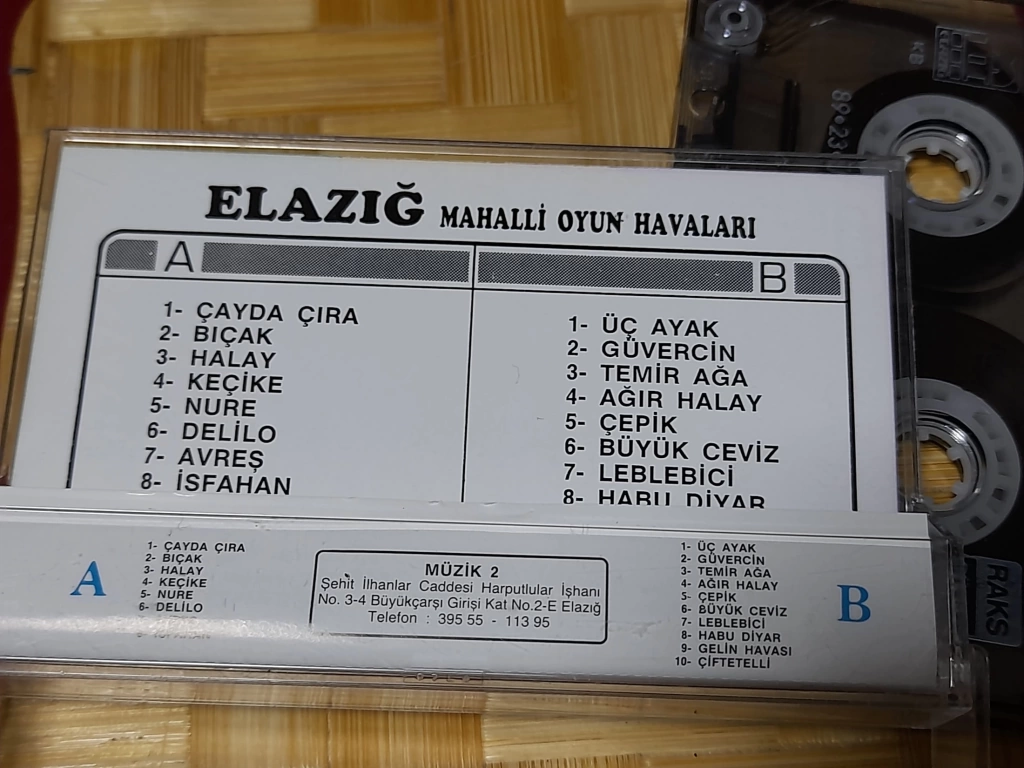 ELAZIĞ MAHALLİ OYUN HAVALARI
A
1- ÇAYDA ÇIRA
2- BIÇAK
3- HALAY
4- KEÇİKE
5- NURE
6- DELİLO
7- AVREŞ
8- İSFAHAN
B
1- ÜÇ AYAK
2- GÜVERCİN
3- TEMİR AĞA
4- AĞIR HALAY
5- ÇEPİK
6- BÜYÜK CEVİZ
7- LEBLEBİCİ
8- HABU DİYAR
A
1- ÇAYDA ÇIRA
2- BIÇAK
3- HALAY
4- KEÇİKE
5- NURE
6- DELİLO
MÜZİK 2
Şehit İlhanlar Caddesi Harputlular İşhanı
No. 3-4 Büyükçarşı Girişi Kat No.2-E Elazığ
Telefon : 395 55 - 113 95
1- ÜÇ AYAK
2- GÜVERCİN
3- TEMİR AĞA
4- AĞIR HALAY
5- ÇEPİK
6- BÜYÜK CEVİZ
7- LEBLEBİCİ
8- HABU DİYAR
9- GELİN HAVASI
10- ÇİFTETELLİ
B
RAKS